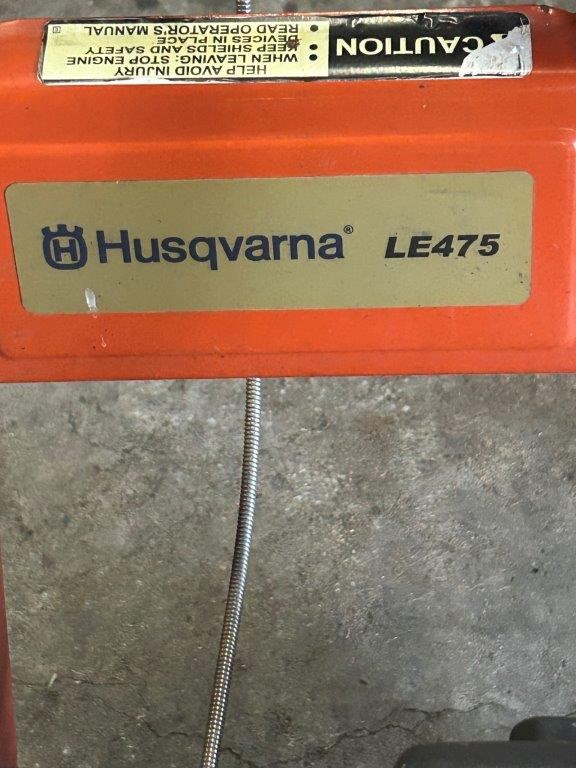 CAUTION
HELP AVOID INJURY
• WHEN LEAVING: STOP ENGINE
• KEEP SHIELDS AND SAFETY
DEVICES IN PLACE
• READ OPERATOR'S MANUAL
Husqvarna® LE475